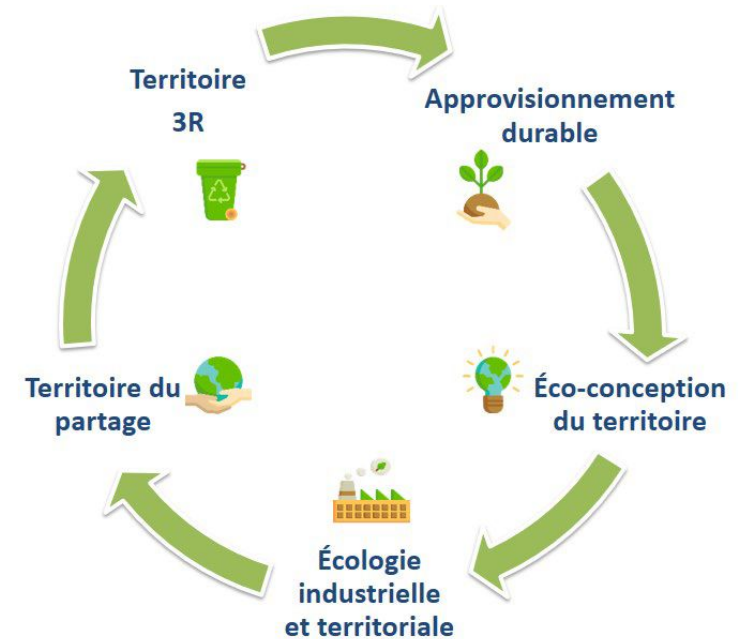 Territoire
3R
Approvisionnement
durable
Éco-conception
du territoire
Écologie
industrielle
et territoriale
Territoire du
partage